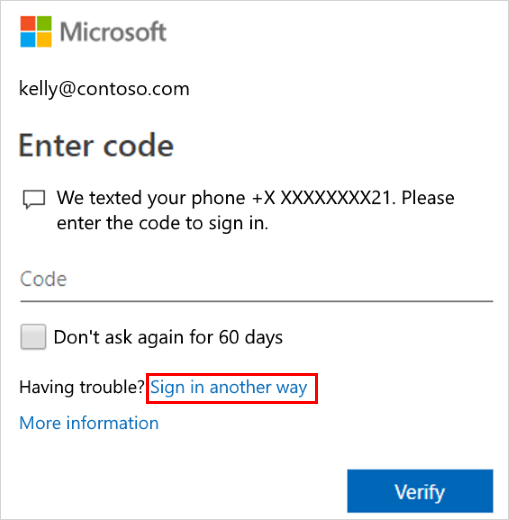 Microsoft
kelly@contoso.com
Enter code
We texted your phone +X XXXXXXXX21. Please
enter the code to sign in.
Code
Don't ask again for 60 days
Having trouble? Sign in another way
More information
Verify